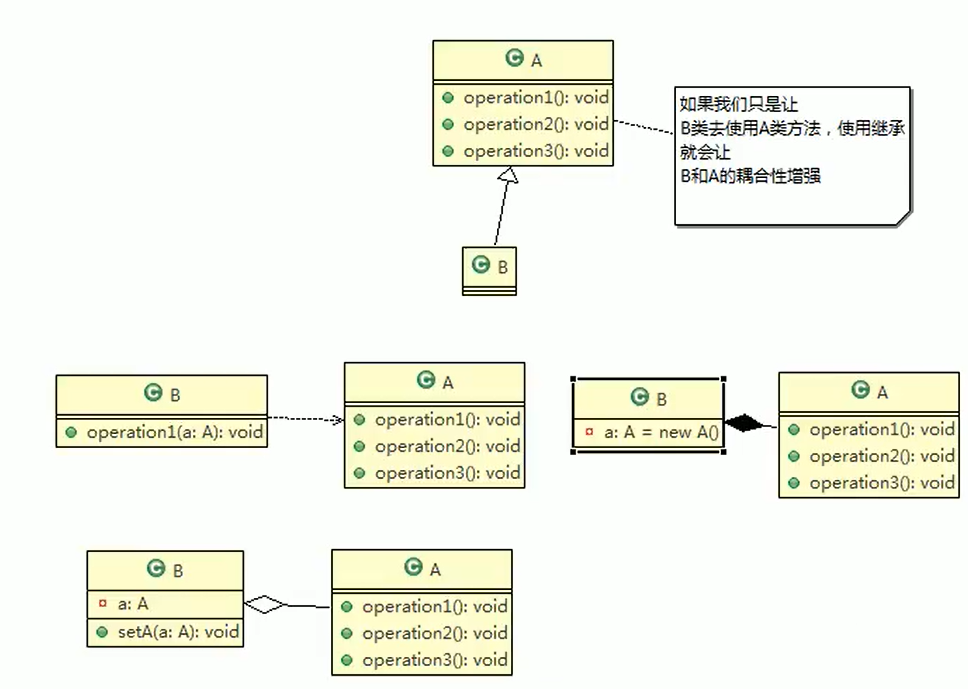 C A
operation1(): void
operation2(): void
operation3(): void
如果我们只是让
B类去使用A类方法，使用继承
就会让
B和A的耦合性增强
C B
C B
operation1(a: A): void
C A
operation1(): void
operation2(): void
operation3(): void
C B
a: A = new A()
C A
operation1(): void
operation2(): void
operation3(): void
C B
a: A
setA(a: A): void
C A
operation1(): void
operation2(): void
operation3(): void